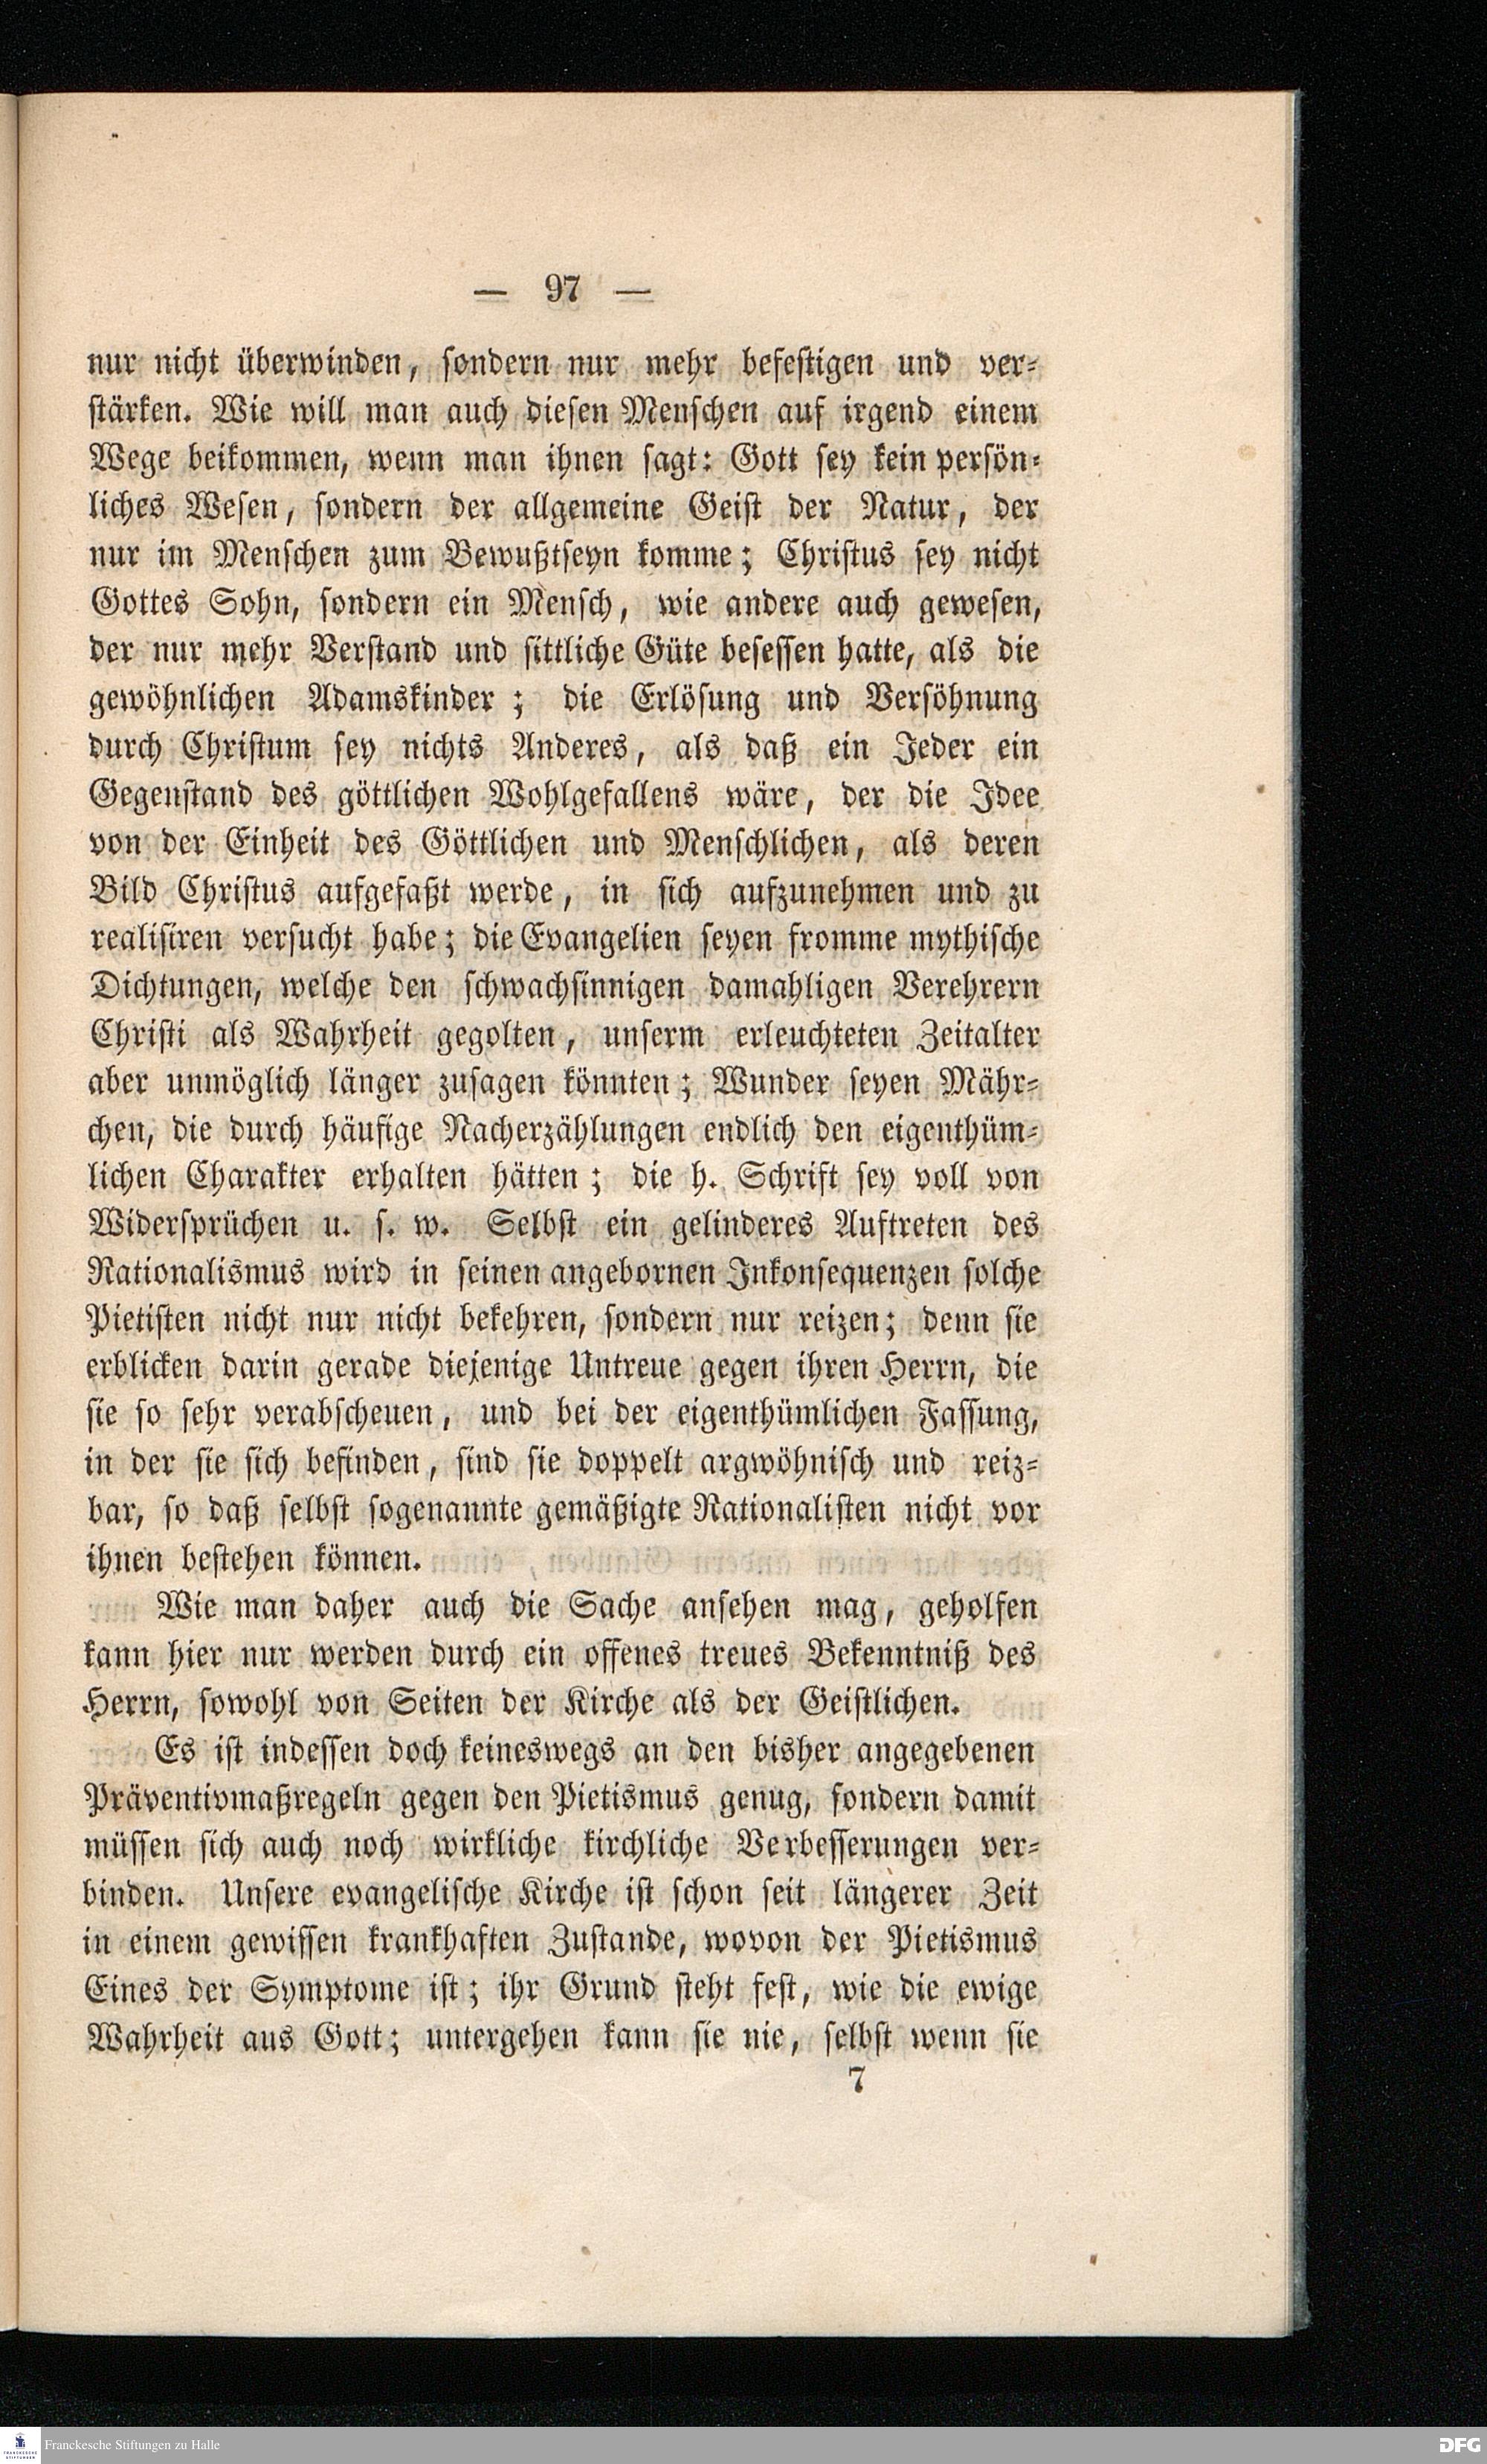 — 97 —
nur nicht überwinden, sondern nur mehr befestigen und ver-
stärken. Wie will man auch diesen Menschen auf irgend einem
Wege beikommen, wenn man ihnen sagt: Gott sey kein persön-
liches Wesen, sondern der allgemeine Geist der Natur, der
nur im Menschen zum Bewußtseyn komme; Christus sey nicht
Gottes Sohn, sondern ein Mensch, wie andere auch gewesen,
der nur mehr Verstand und sittliche Güte besessen hatte, als die
gewöhnlichen Adamskinder; die Erlösung und Versöhnung
durch Christum sey nichts Anderes, als daß ein Jeder ein
Gegenstand des göttlichen Wohlgefallens wäre, der die Idee
von der Einheit des Göttlichen und Menschlichen, als deren
Bild Christus aufgefaßt werde, in sich aufzunehmen und zu
realisiren versucht habe; die Evangelien seyen fromme mythische
Dichtungen, welche den schwachsinnigen damahligen Verehrern
Christi als Wahrheit gegolten, unserm erleuchteten Zeitalter
aber unmöglich länger zusagen könnten; Wunder seyen Mähr-
chen, die durch häufige Nacherzählungen endlich den eigenthüm-
lichen Charakter erhalten hätten; die h. Schrift sey voll von
Widersprüchen u. s. w. Selbst ein gelinderes Auftreten des
Rationalismus wird in seinen angebornen Inkonsequenzen solche
Pietisten nicht nur nicht bekehren, sondern nur reizen; denn sie
erblicken darin gerade diejenige Untreue gegen ihren Herrn, die
sie so sehr verabscheuen, und bei der eigenthümlichen Fassung,
in der sie sich befinden, sind sie doppelt argwöhnisch und reiz-
bar, so daß selbst sogenannte gemäßigte Rationalisten nicht vor
ihnen bestehen können.
Wie man daher auch die Sache ansehen mag, geholfen
kann hier nur werden durch ein offenes treues Bekenntniß des
Herrn, sowohl von Seiten der Kirche als der Geistlichen.
Es ist indessen doch keineswegs an den bisher angegebenen
Präventivmaßregeln gegen den Pietismus genug, sondern damit
müssen sich auch noch wirkliche kirchliche Verbesserungen ver-
binden. Unsere evangelische Kirche ist schon seit längerer Zeit
in einem gewissen krankhaften Zustande, wovon der Pietismus
Eines der Symptome ist; ihr Grund steht fest, wie die ewige
Wahrheit aus Gott; untergehen kann sie nie, selbst wenn sie
7
FRANCKESCHE STIFTUNGEN
Franckesche Stiftungen zu Halle
DFG